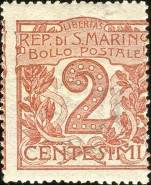 LIBERTAS
REP. DI S. MARINO
BOLLO POSTALE
2
CENTESIMI